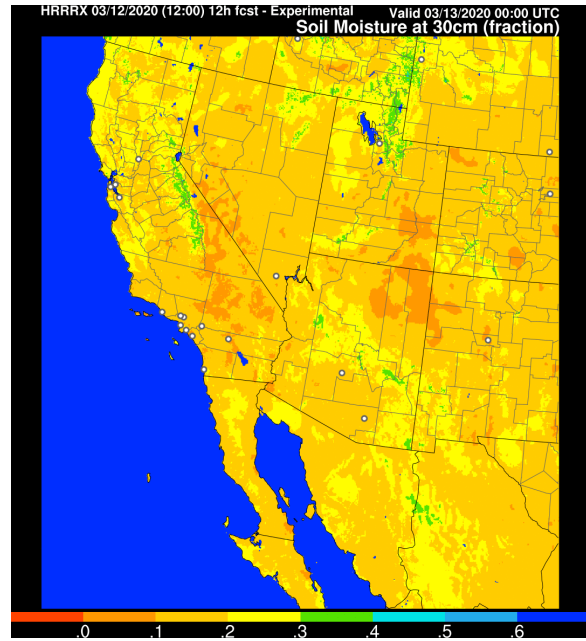 HRRRX 03/12/2020 (12:00) 12h fcst - Experimental Valid 03/13/2020 00:00 UTC
Soil Moisture at 30cm (fraction)
.0 .1 .2 .3 .4 .5 .6